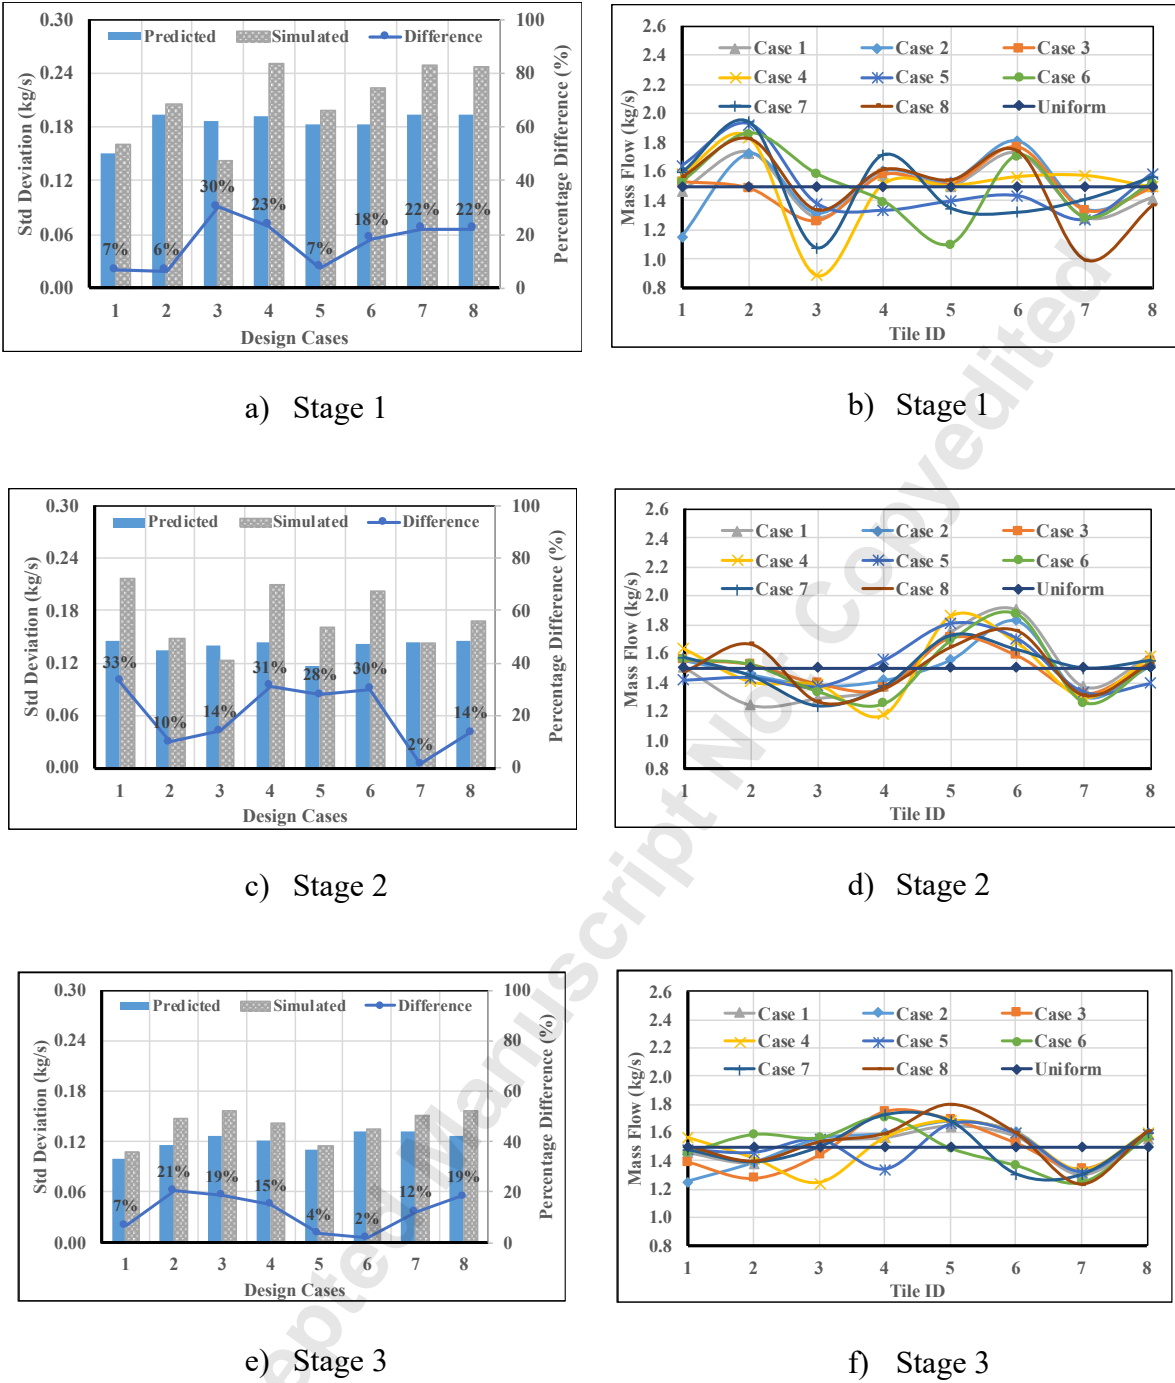 0.30
0.24
0.18
0.12
0.06
0.00
Std Deviation (kg/s)
Predicted Simulated Difference
100
80
60
40
20
0
Percentage Difference (%)
7% 6% 30% 23% 7% 18% 22% 22%
1 2 3 4 5 6 7 8
Design Cases
a) Stage 1
2.6
2.4
2.2
2.0
1.8
1.6
1.4
1.2
1.0
0.8
Mass Flow (kg/s)
Case 1 Case 2 Case 3
Case 4 Case 5 Case 6
Case 7 Case 8 Uniform
1 2 3 4 5 6 7 8
Tile ID
b) Stage 1
0.30
0.24
0.18
0.12
0.06
0.00
Std Deviation (kg/s)
Predicted Simulated Difference
100
80
60
40
20
0
Percentage Difference (%)
33% 10% 14% 31% 28% 30% 2% 14%
1 2 3 4 5 6 7 8
Design Cases
c) Stage 2
2.6
2.4
2.2
2.0
1.8
1.6
1.4
1.2
1.0
0.8
Mass Flow (kg/s)
Case 1 Case 2 Case 3
Case 4 Case 5 Case 6
Case 7 Case 8 Uniform
1 2 3 4 5 6 7 8
Tile ID
d) Stage 2
0.30
0.24
0.18
0.12
0.06
0.00
Std Deviation (kg/s)
Predicted Simulated Difference
100
80
60
40
20
0
Percentage Difference (%)
7% 21% 19% 15% 4% 2% 12% 19%
1 2 3 4 5 6 7 8
Design Cases
e) Stage 3
2.6
2.4
2.2
2.0
1.8
1.6
1.4
1.2
1.0
0.8
Mass Flow (kg/s)
Case 1 Case 2 Case 3
Case 4 Case 5 Case 6
Case 7 Case 8 Uniform
1 2 3 4 5 6 7 8
Tile ID
f) Stage 3
epted Manuscript Not Copyedited